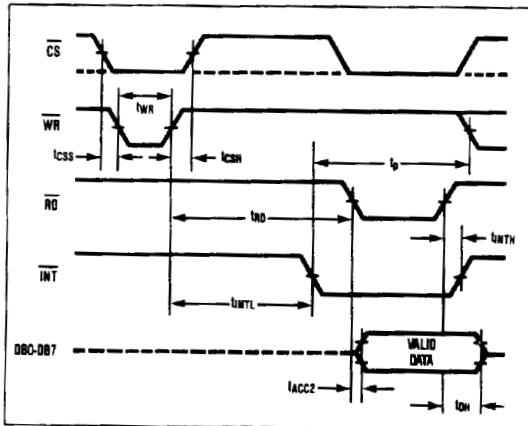 CS
tWR
WR
tCSS
tCSH
tp
RD
tRD
tINTH
INT
tINTL
DB0-DB7
VALID
DATA
tACC2
tDH